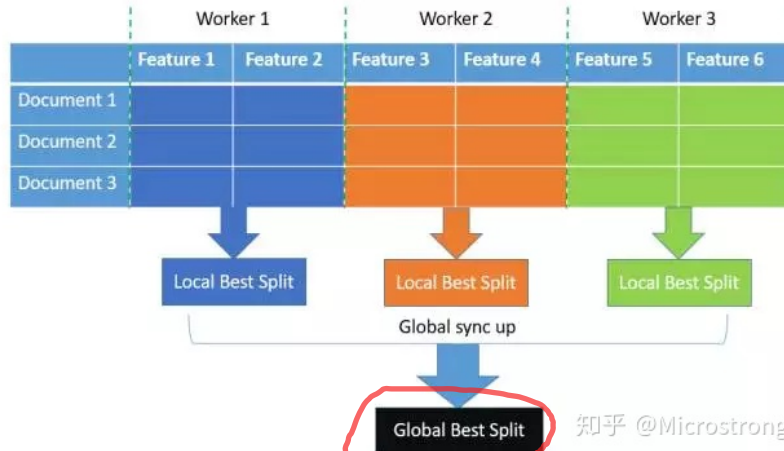 Worker 1 Worker 2 Worker 3
Feature 1 Feature 2 Feature 3 Feature 4 Feature 5 Feature 6
Document 1
Document 2
Document 3
Local Best Split Local Best Split Local Best Split
Global sync up
Global Best Split
知乎 @Microstrong